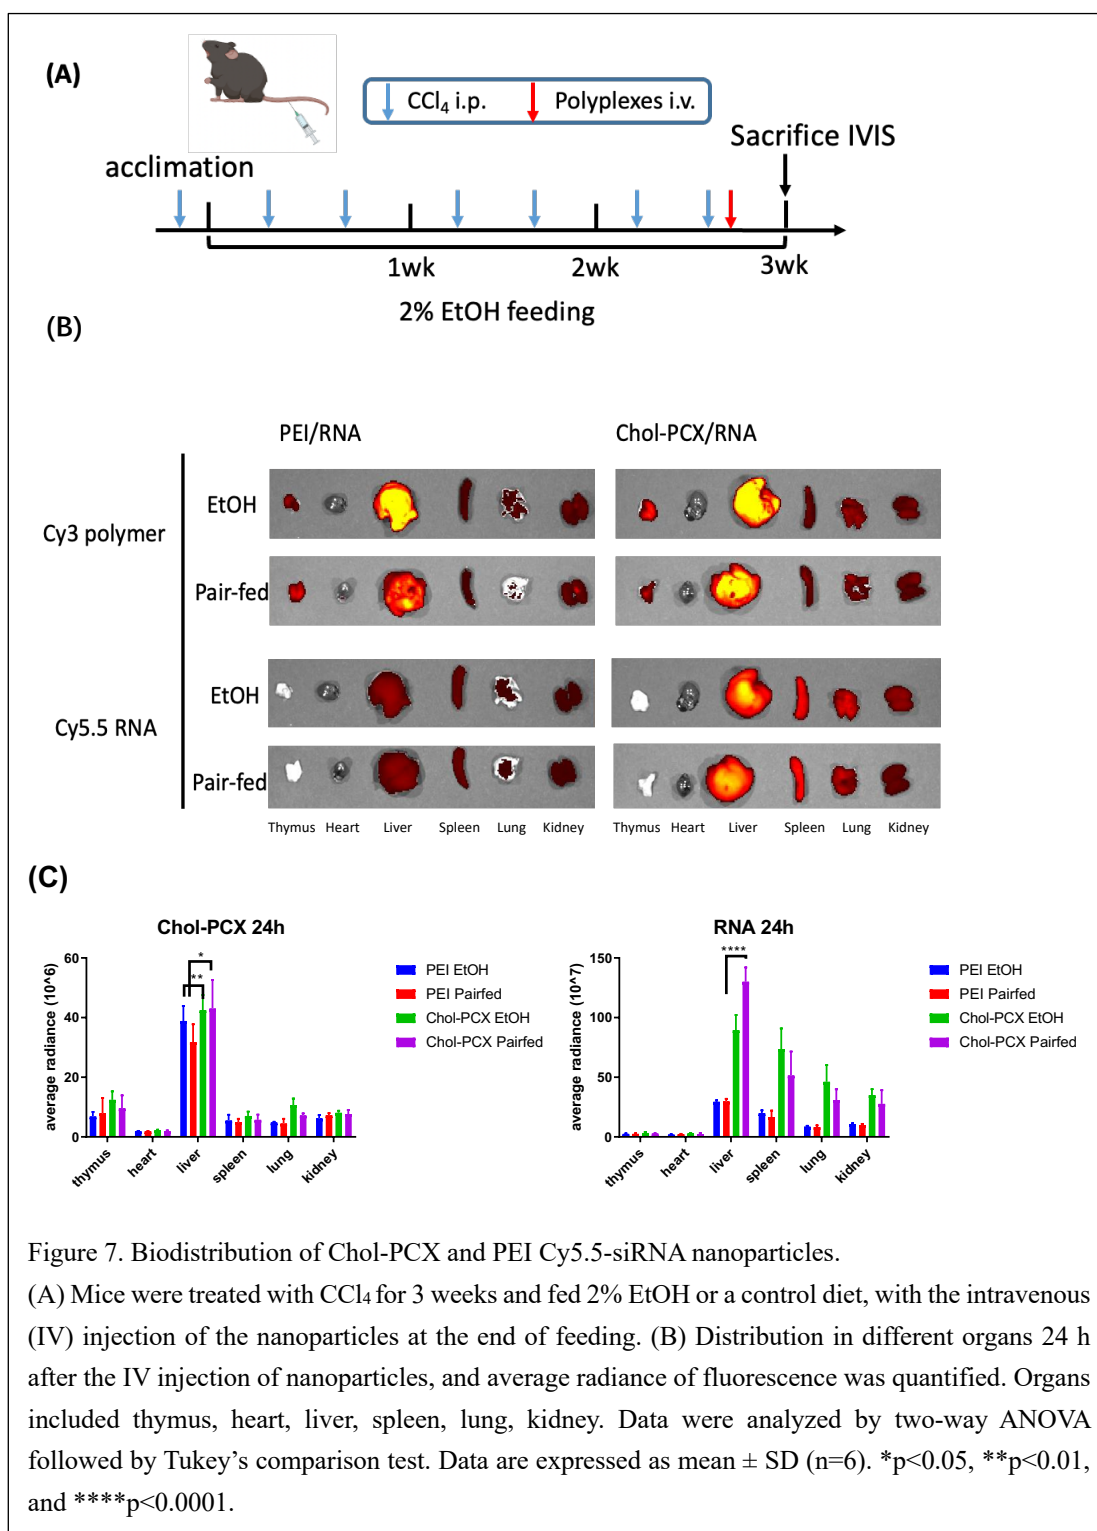 (A)
CCl4 i.p.
Polyplexes i.v.
Sacrifice IVIS
acclimation
1wk
2wk
3wk
2% EtOH feeding
(B)
PEI/RNA
Chol-PCX/RNA
Cy3 polymer
EtOH
Pair-fed
Cy5.5 RNA
EtOH
Pair-fed
Thymus Heart Liver Spleen Lung Kidney
Thymus Heart Liver Spleen Lung Kidney
(C)
Chol-PCX 24h
average radiance (10^6)
60
40
20
0
*
**
thymus
heart
liver
spleen
lung
kidney
PEI EtOH
PEI Pairfed
Chol-PCX EtOH
Chol-PCX Pairfed
RNA 24h
average radiance (10^7)
150
100
50
0
****
thymus
heart
liver
spleen
lung
kidney
PEI EtOH
PEI Pairfed
Chol-PCX EtOH
Chol-PCX Pairfed
Figure 7. Biodistribution of Chol-PCX and PEI Cy5.5-siRNA nanoparticles.
(A) Mice were treated with CCl4 for 3 weeks and fed 2% EtOH or a control diet, with the intravenous
(IV) injection of the nanoparticles at the end of feeding. (B) Distribution in different organs 24 h
after the IV injection of nanoparticles, and average radiance of fluorescence was quantified. Organs
included thymus, heart, liver, spleen, lung, kidney. Data were analyzed by two-way ANOVA
followed by Tukey's comparison test. Data are expressed as mean ± SD (n=6). *p<0.05, **p<0.01,
and ****p<0.0001.